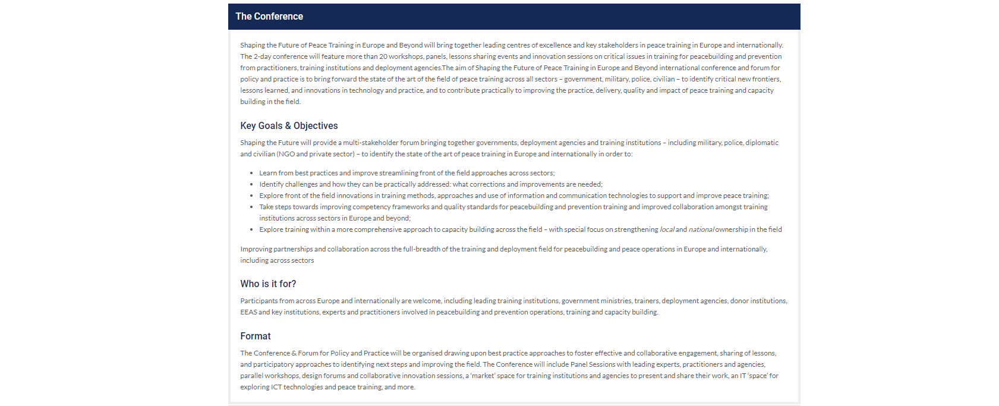 The Conference
Shaping the Future of Peace Training in Europe and Beyond will bring together leading centres of excellence and key stakeholders in peace training in Europe and internationally.
The 2-day conference will feature more than 20 workshops, panels, lessons sharing events and innovation sessions on critical issues in training for peacebuilding and prevention
from practitioners, training institutions and deployment agencies.The aim of Shaping the Future of Peace Training in Europe and Beyond international conference and forum for
policy and practice is to bring forward the state of the art of the field of peace training across all sectors – government, military, police, civilian – to identify critical new frontiers,
lessons learned, and innovations in technology and practice, and to contribute practically to improving the practice, delivery, quality and impact of peace training and capacity
building in the field.
Key Goals & Objectives
Shaping the Future will provide a multi-stakeholder forum bringing together governments, deployment agencies and training institutions – including military, police, diplomatic
and civilian (NGO and private sector) – to identify the state of the art of peace training in Europe and internationally in order to:
• Learn from best practices and improve streamlining front of the field approaches across sectors;
• Identify challenges and how they can be practically addressed: what corrections and improvements are needed;
• Explore front of the field innovations in training methods, approaches and use of information and communication technologies to support and improve peace training;
• Take steps towards improving competency frameworks and quality standards for peacebuilding and prevention training and improved collaboration amongst training
institutions across sectors in Europe and beyond;
• Explore training within a more comprehensive approach to capacity building across the field – with special focus on strengthening local and national ownership in the field
Improving partnerships and collaboration across the full-breadth of the training and deployment field for peacebuilding and peace operations in Europe and internationally,
including across sectors
Who is it for?
Participants from across Europe and internationally are welcome, including leading training institutions, government ministries, trainers, deployment agencies, donor institutions,
EEAS and key institutions, experts and practitioners involved in peacebuilding and prevention operations, training and capacity building.
Format
The Conference & Forum for Policy and Practice will be organised drawing upon best practice approaches to foster effective and collaborative engagement, sharing of lessons,
and participatory approaches to identifying next steps and improving the field. The Conference will include Panel Sessions with leading experts, practitioners and agencies,
parallel workshops, design forums and collaborative innovation sessions, a ‘market’ space for training institutions and agencies to present and share their work, an IT ‘space’ for
exploring ICT technologies and peace training, and more.